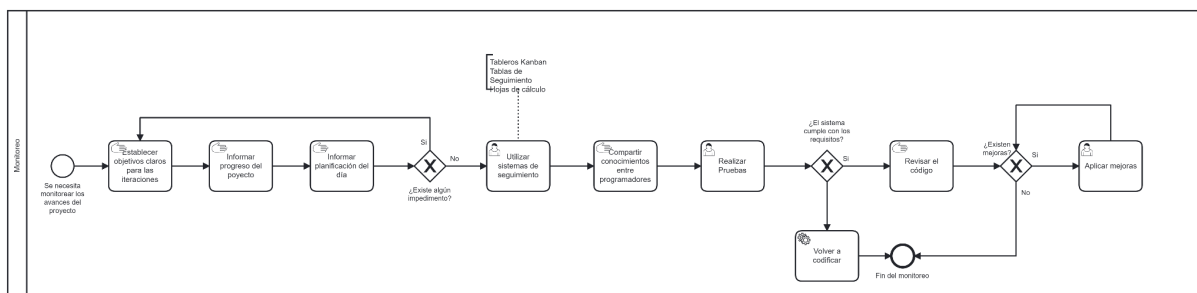 Monitoreo
Se necesita
monitorear los
avances del
proyecto
Establecer
objetivos claros
para las
iteraciones
Informar
progreso del
poyecto
Informar
planificación del
día
Si
No
¿Existe algún
impedimento?
Tableros Kanban
Tablas de
Seguimiento
Hojas de cálculo
Utilizar
sistemas de
seguimiento
Compartir
conocimientos
entre
programadores
Realizar
Pruebas
¿El sistema
cumple con los
requisitos?
Si
Volver a
codificar
Fin del monitoreo
Revisar el
código
¿Existen
mejoras?
Si
No
Aplicar mejoras